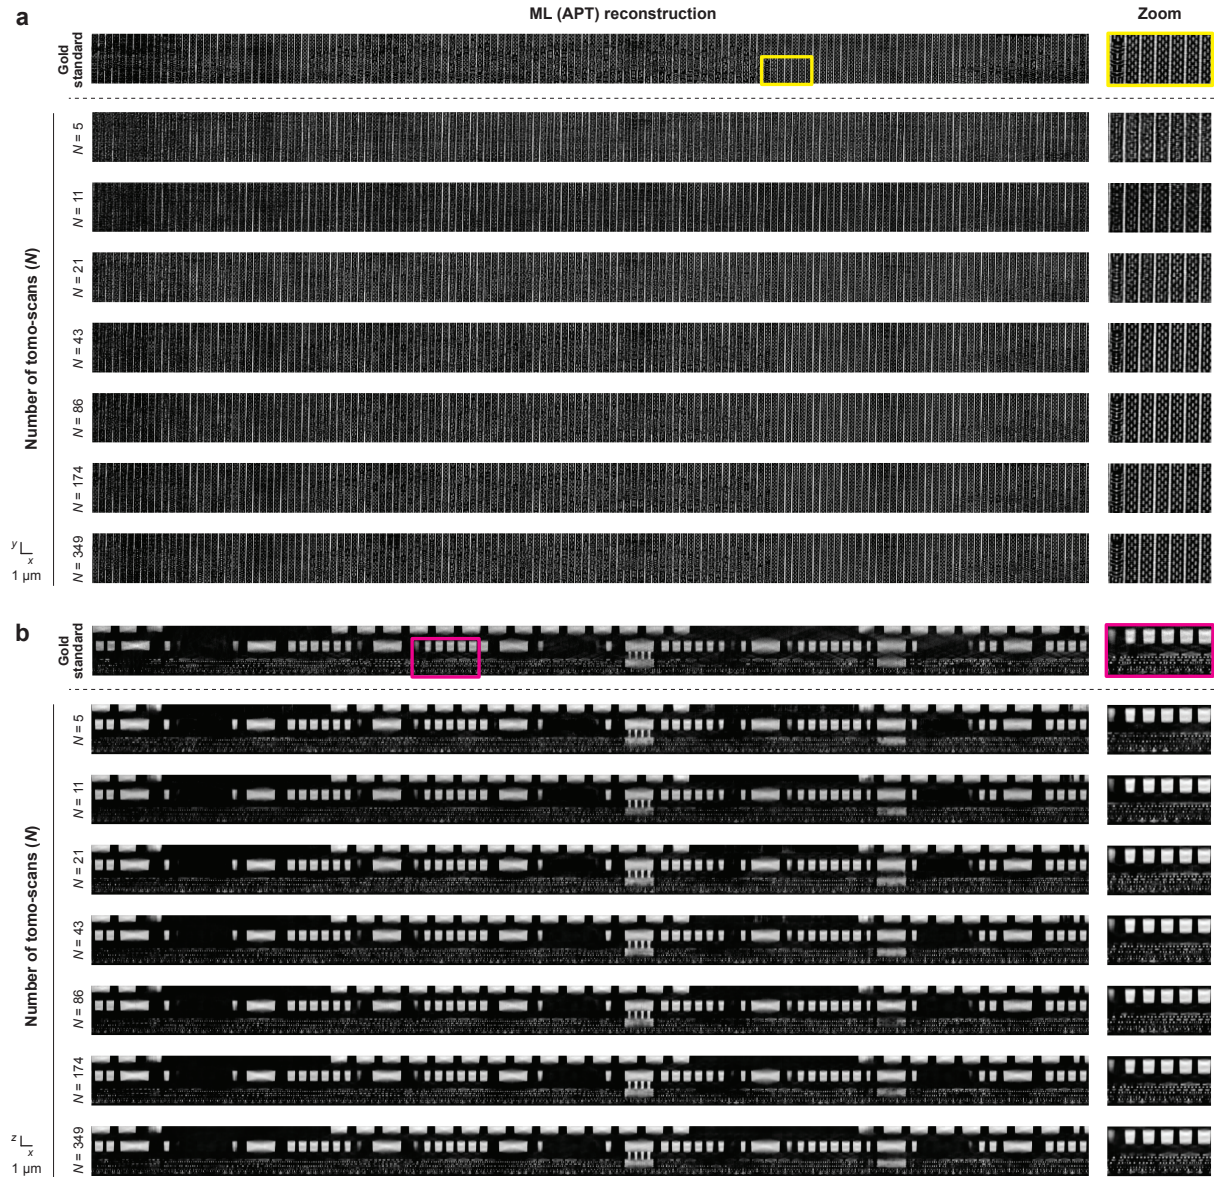 a
ML (APT) reconstruction
Zoom
Gold
standard
Number of tomo-scans (N)
N = 5
N = 11
N = 21
N = 43
N = 86
N = 174
N = 349
y
x
1 µm
b
Gold
standard
Number of tomo-scans (N)
N = 5
N = 11
N = 21
N = 43
N = 86
N = 174
N = 349
z
x
1 µm